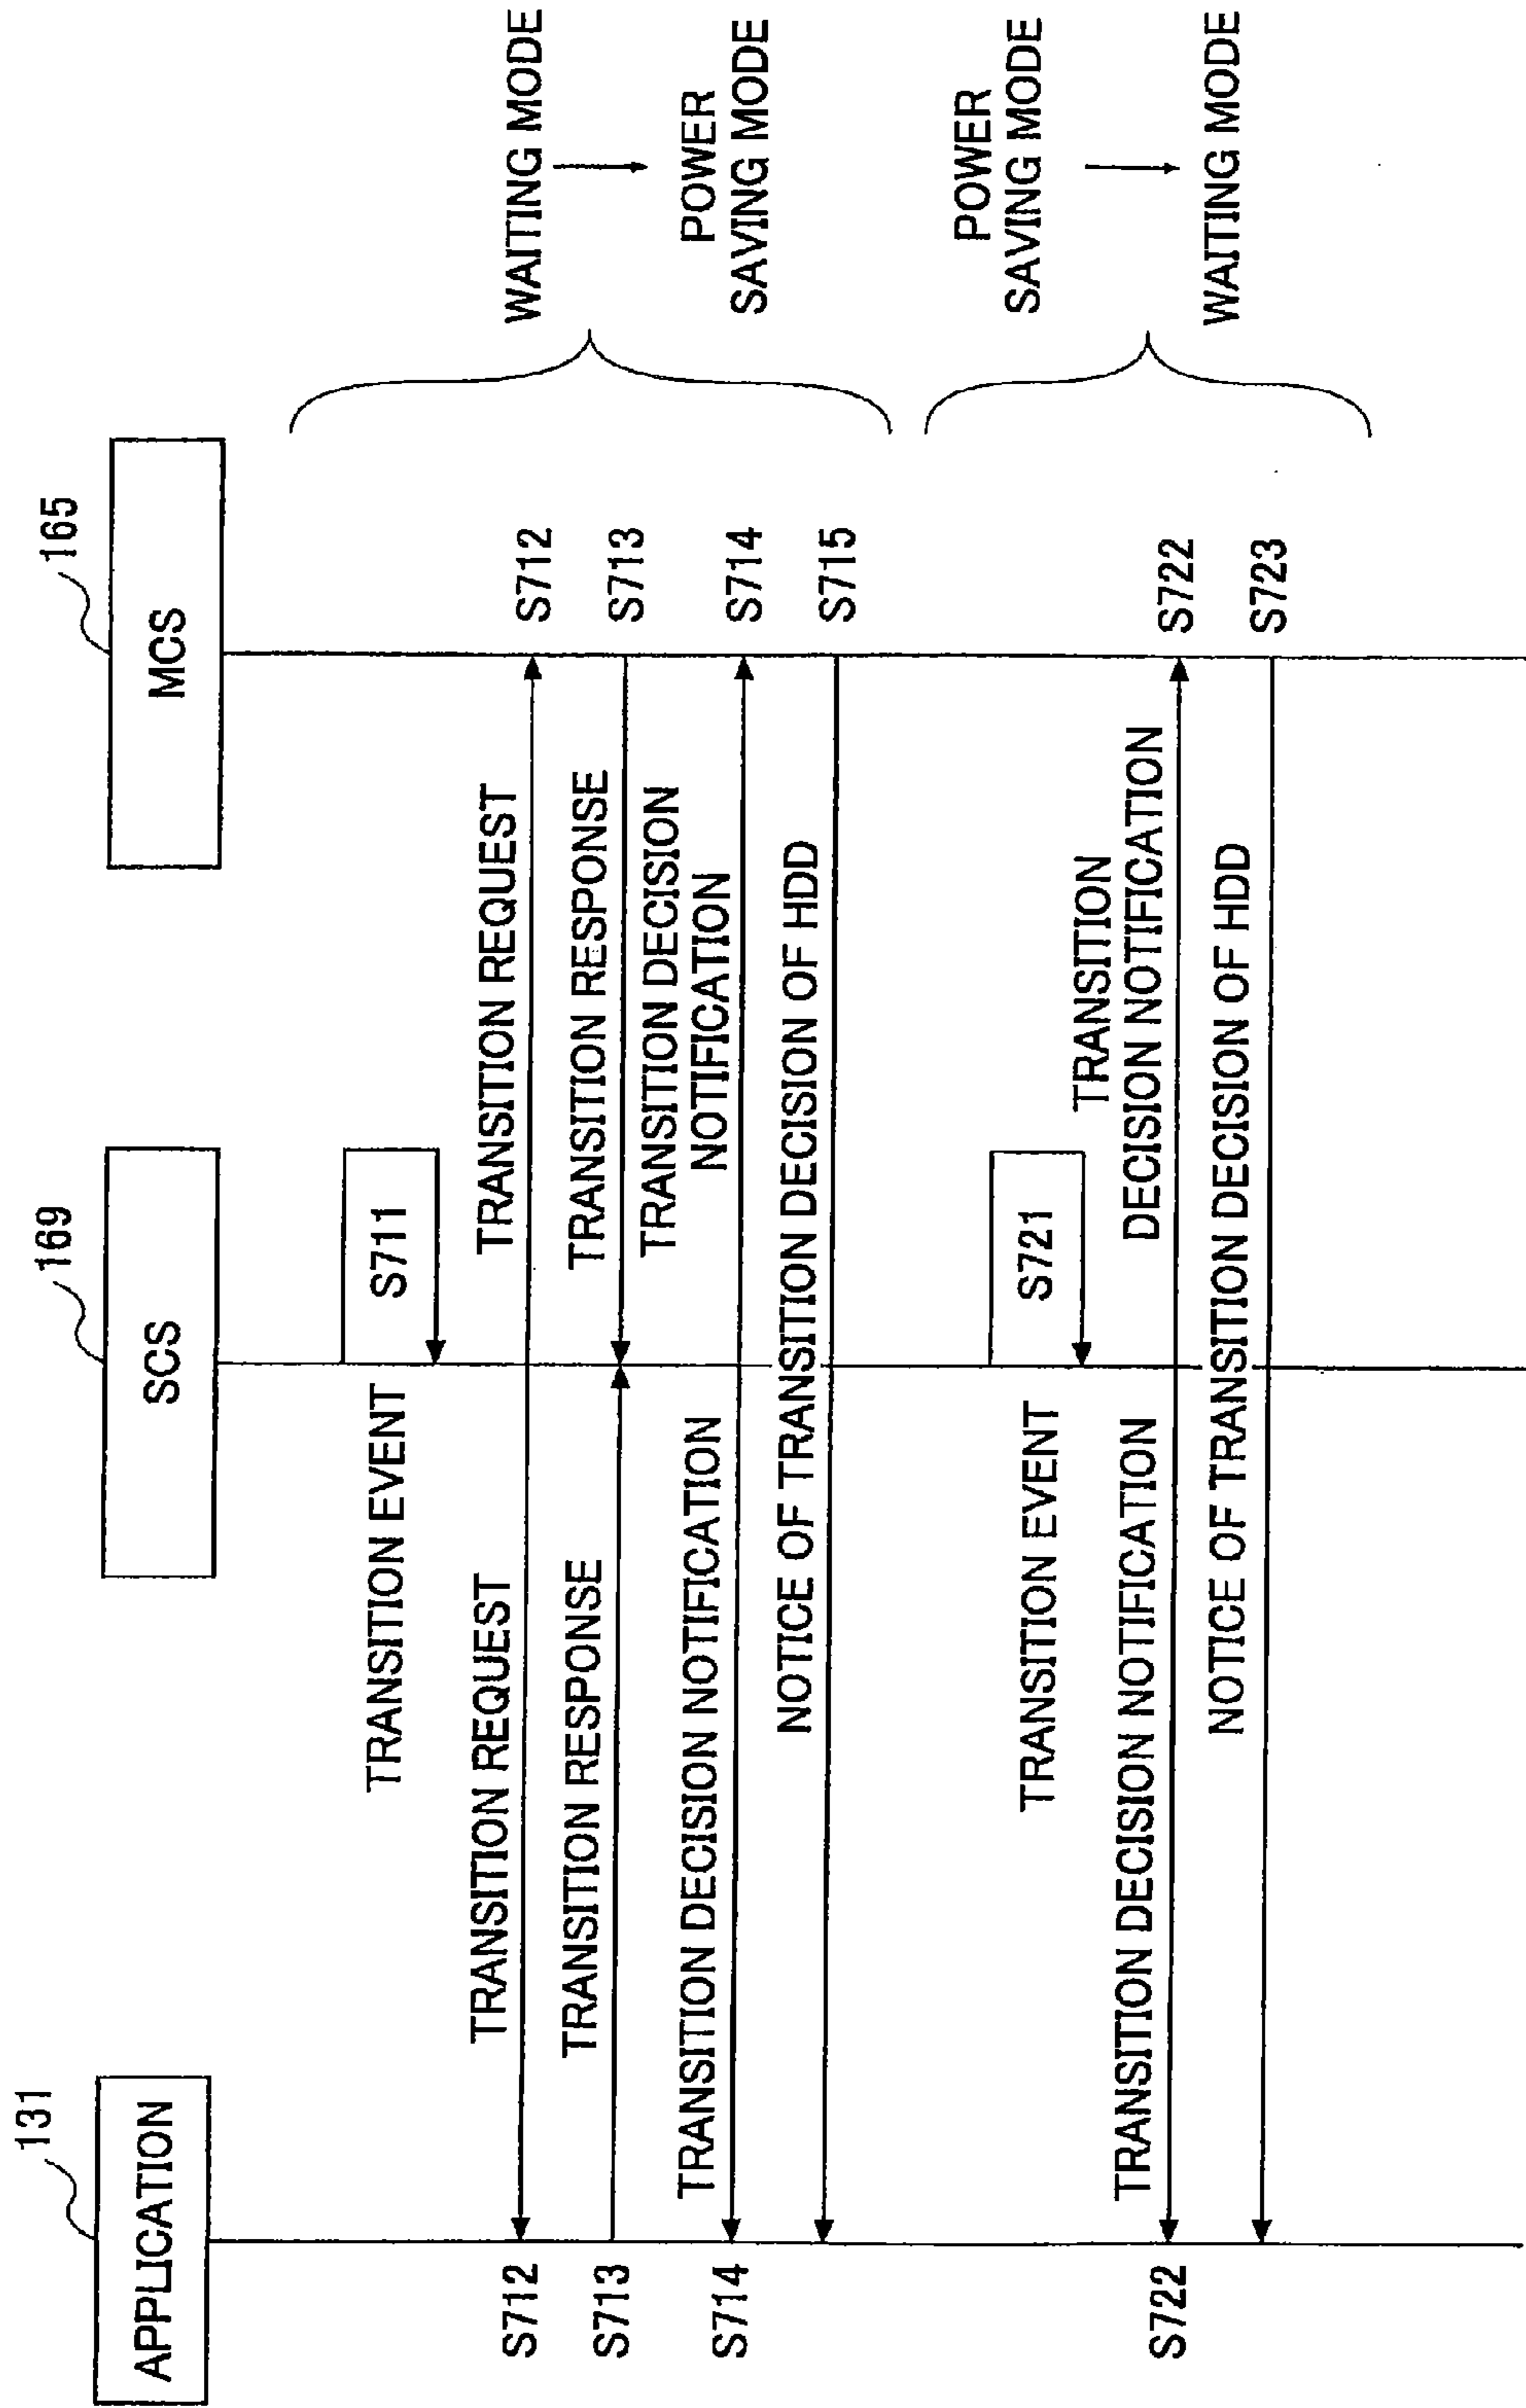 131
APPLICATION
169
SCS
165
MCS
TRANSITION EVENT
S711
S712
TRANSITION REQUEST
TRANSITION REQUEST
S712
S713
TRANSITION RESPONSE
TRANSITION RESPONSE
S713
S714
TRANSITION DECISION NOTIFICATION
TRANSITION DECISION
NOTIFICATION
S714
NOTICE OF TRANSITION DECISION OF HDD
S715
WAITING MODE
POWER
SAVING MODE
TRANSITION EVENT
S721
S722
TRANSITION DECISION NOTIFICATION
TRANSITION
DECISION NOTIFICATION
S722
NOTICE OF TRANSITION DECISION OF HDD
S723
POWER
SAVING MODE
WAITING MODE